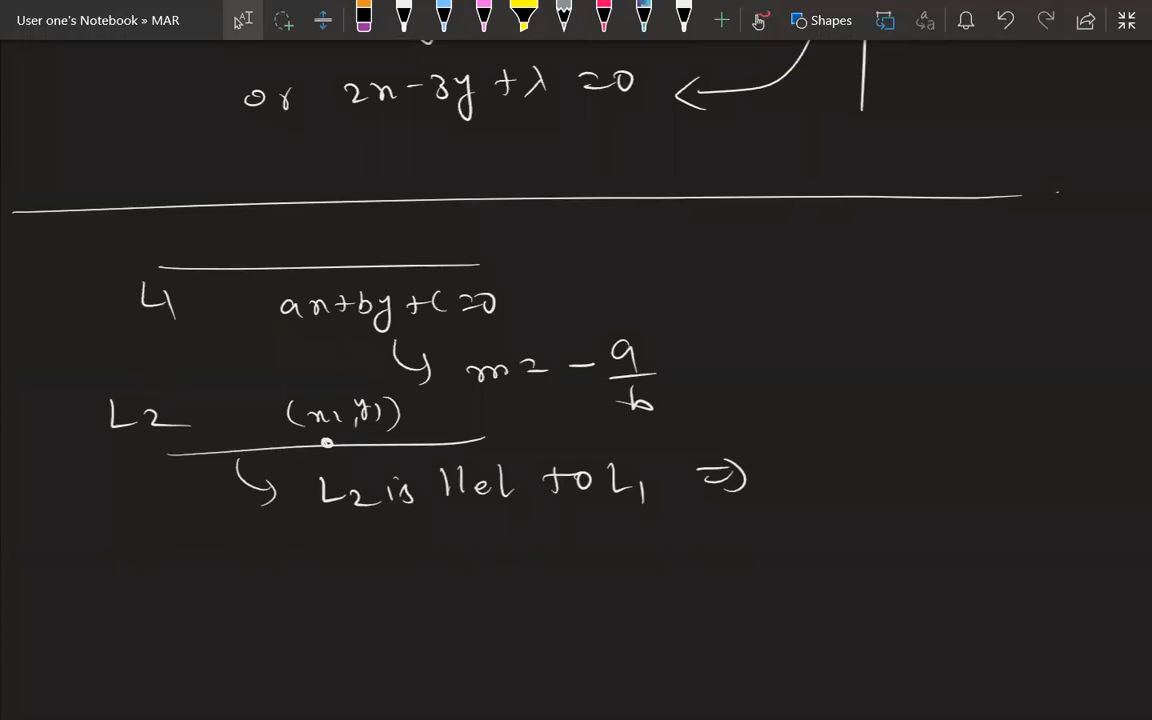 User one's Notebook » MAR
Shapes
or 2x-3y+λ=0
L1 ax+by+c=0
m = - a/b
L2 (x1,y1)
L2 is llel to L1 ⇒